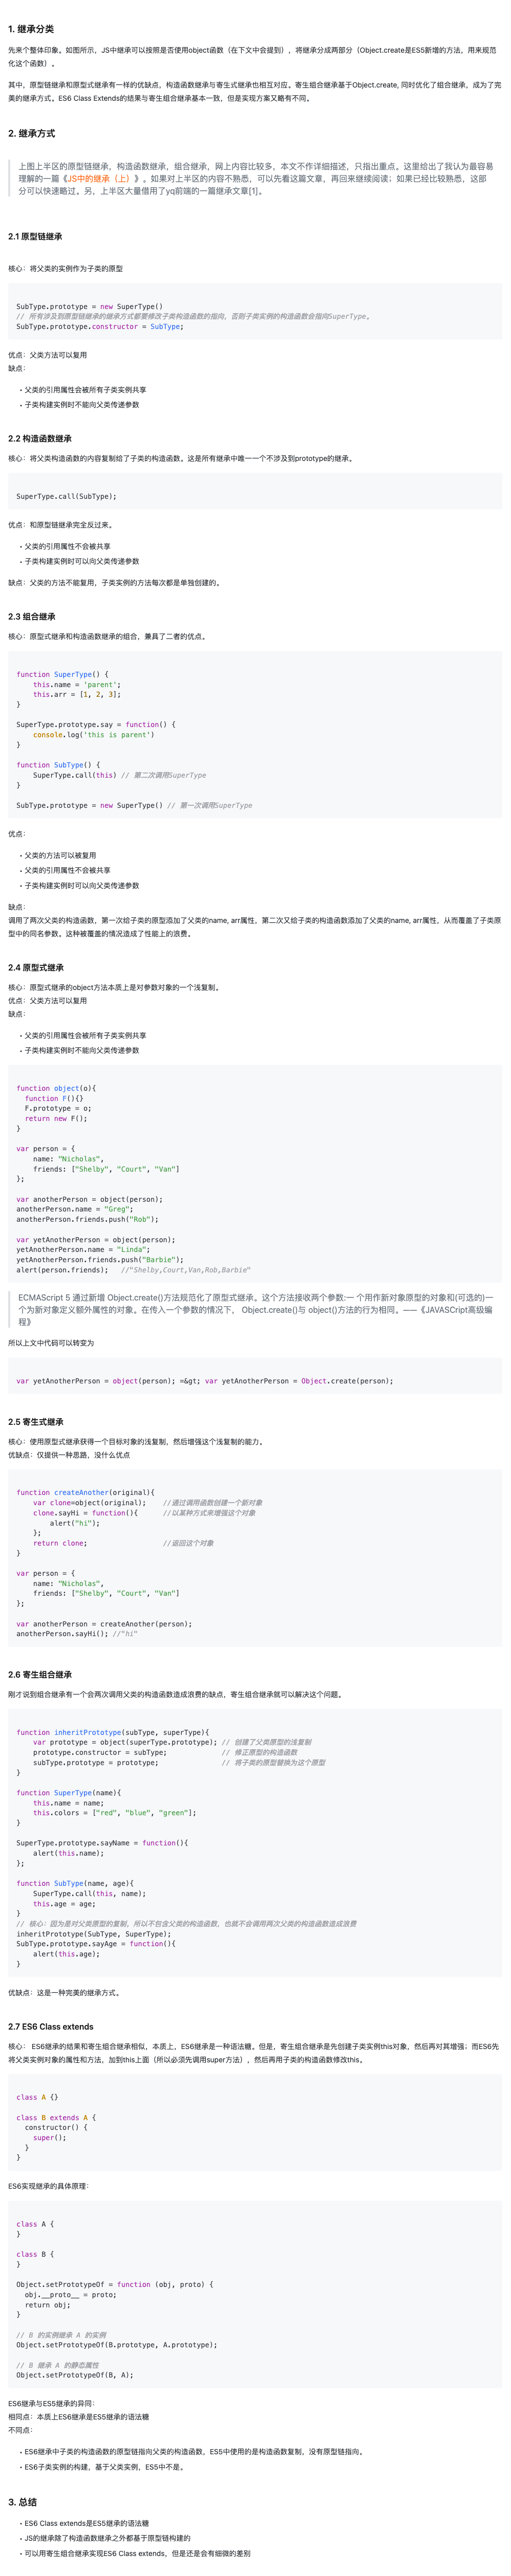 1. 继承分类
先来个整体印象。如图所示，JS中继承可以按照是否使用object函数（在下文中会提到），将继承分成两部分（Object.create是ES5新增的方法，用来规范
化这个函数）。
其中，原型链继承和原型式继承有一样的优缺点，构造函数继承与寄生式继承也相互对应。寄生组合继承基于Object.create, 同时优化了组合继承，成为了完
美的继承方式。ES6 Class Extends的结果与寄生组合继承基本一致，但是实现方案又略有不同。
2. 继承方式
上图上半区的原型链继承，构造函数继承，组合继承，网上内容比较多，本文不作详细描述，只指出重点。这里给出了我认为最容易
理解的一篇《JS中的继承（上）》。如果对上半区的内容不熟悉，可以先看这篇文章，再回来继续阅读；如果已经比较熟悉，这部
分可以快速略过。另，上半区大量借用了yq前端的一篇继承文章[1]。
2.1 原型链继承
核心：将父类的实例作为子类的原型
SubType.prototype = new SuperType()
// 所有涉及到原型链继承的继承方式都要修改子类构造函数的指向，否则子类实例的构造函数会指向SuperType。
SubType.prototype.constructor = SubType;
优点：父类方法可以复用
缺点：
• 父类的引用属性会被所有子类实例共享
• 子类构建实例时不能向父类传递参数
2.2 构造函数继承
核心：将父类构造函数的内容复制给了子类的构造函数。这是所有继承中唯一一个不涉及到prototype的继承。
SuperType.call(SubType);
优点：和原型链继承完全反过来。
• 父类的引用属性不会被共享
• 子类构建实例时可以向父类传递参数
缺点：父类的方法不能复用，子类实例的方法每次都是单独创建的。
2.3 组合继承
核心：原型式继承和构造函数继承的组合，兼具了二者的优点。
function SuperType() {
    this.name = 'parent';
    this.arr = [1, 2, 3];
}
SuperType.prototype.say = function() {
    console.log('this is parent')
}
function SubType() {
    SuperType.call(this) // 第二次调用SuperType
}
SubType.prototype = new SuperType() // 第一次调用SuperType
优点：
• 父类的方法可以被复用
• 父类的引用属性不会被共享
• 子类构建实例时可以向父类传递参数
缺点：
调用了两次父类的构造函数，第一次给子类的原型添加了父类的name, arr属性，第二次又给子类的构造函数添加了父类的name, arr属性，从而覆盖了子类原
型中的同名参数。这种被覆盖的情况造成了性能上的浪费。
2.4 原型式继承
核心：原型式继承的object方法本质上是对参数对象的一个浅复制。
优点：父类方法可以复用
缺点：
• 父类的引用属性会被所有子类实例共享
• 子类构建实例时不能向父类传递参数
function object(o){
  function F(){}
  F.prototype = o;
  return new F();
}
var person = {
    name: "Nicholas",
    friends: ["Shelby", "Court", "Van"]
};
var anotherPerson = object(person);
anotherPerson.name = "Greg";
anotherPerson.friends.push("Rob");
var yetAnotherPerson = object(person);
yetAnotherPerson.name = "Linda";
yetAnotherPerson.friends.push("Barbie");
alert(person.friends);   //"Shelby,Court,Van,Rob,Barbie"
ECMAScript 5 通过新增 Object.create()方法规范化了原型式继承。这个方法接收两个参数:一 个用作新对象原型的对象和(可选的)一
个为新对象定义额外属性的对象。在传入一个参数的情况下， Object.create()与 object()方法的行为相同。——《JAVASCript高级编
程》
所以上文中代码可以转变为
var yetAnotherPerson = object(person); =&gt; var yetAnotherPerson = Object.create(person);
2.5 寄生式继承
核心：使用原型式继承获得一个目标对象的浅复制，然后增强这个浅复制的能力。
优缺点：仅提供一种思路，没什么优点
function createAnother(original){
    var clone=object(original);    //通过调用函数创建一个新对象
    clone.sayHi = function(){      //以某种方式来增强这个对象
        alert("hi");
    };
    return clone;                  //返回这个对象
}
var person = {
    name: "Nicholas",
    friends: ["Shelby", "Court", "Van"]
};
var anotherPerson = createAnother(person);
anotherPerson.sayHi(); //"hi"
2.6 寄生组合继承
刚才说到组合继承有一个会两次调用父类的构造函数造成浪费的缺点，寄生组合继承就可以解决这个问题。
function inheritPrototype(subType, superType){
    var prototype = object(superType.prototype); // 创建了父类原型的浅复制
    prototype.constructor = subType;             // 修正原型的构造函数
    subType.prototype = prototype;               // 将子类的原型替换为这个原型
}
function SuperType(name){
    this.name = name;
    this.colors = ["red", "blue", "green"];
}
SuperType.prototype.sayName = function(){
    alert(this.name);
};
function SubType(name, age){
    SuperType.call(this, name);
    this.age = age;
}
// 核心：因为是对父类原型的复制，所以不包含父类的构造函数，也就不会调用两次父类的构造函数造成浪费
inheritPrototype(SubType, SuperType);
SubType.prototype.sayAge = function(){
    alert(this.age);
}
优缺点：这是一种完美的继承方式。
2.7 ES6 Class extends
核心： ES6继承的结果和寄生组合继承相似，本质上，ES6继承是一种语法糖。但是，寄生组合继承是先创建子类实例this对象，然后再对其增强；而ES6先
将父类实例对象的属性和方法，加到this上面（所以必须先调用super方法），然后再用子类的构造函数修改this。
class A {}
class B extends A {
  constructor() {
    super();
  }
}
ES6实现继承的具体原理：
class A {
}
class B {
}
Object.setPrototypeOf = function (obj, proto) {
  obj.__proto__ = proto;
  return obj;
}
// B 的实例继承 A 的实例
Object.setPrototypeOf(B.prototype, A.prototype);
// B 继承 A 的静态属性
Object.setPrototypeOf(B, A);
ES6继承与ES5继承的异同：
相同点：本质上ES6继承是ES5继承的语法糖
不同点：
• ES6继承中子类的构造函数的原型链指向父类的构造函数，ES5中使用的是构造函数复制，没有原型链指向。
• ES6子类实例的构建，基于父类实例，ES5中不是。
3. 总结
• ES6 Class extends是ES5继承的语法糖
• JS的继承除了构造函数继承之外都基于原型链构建的
• 可以用寄生组合继承实现ES6 Class extends，但是还是会有细微的差别